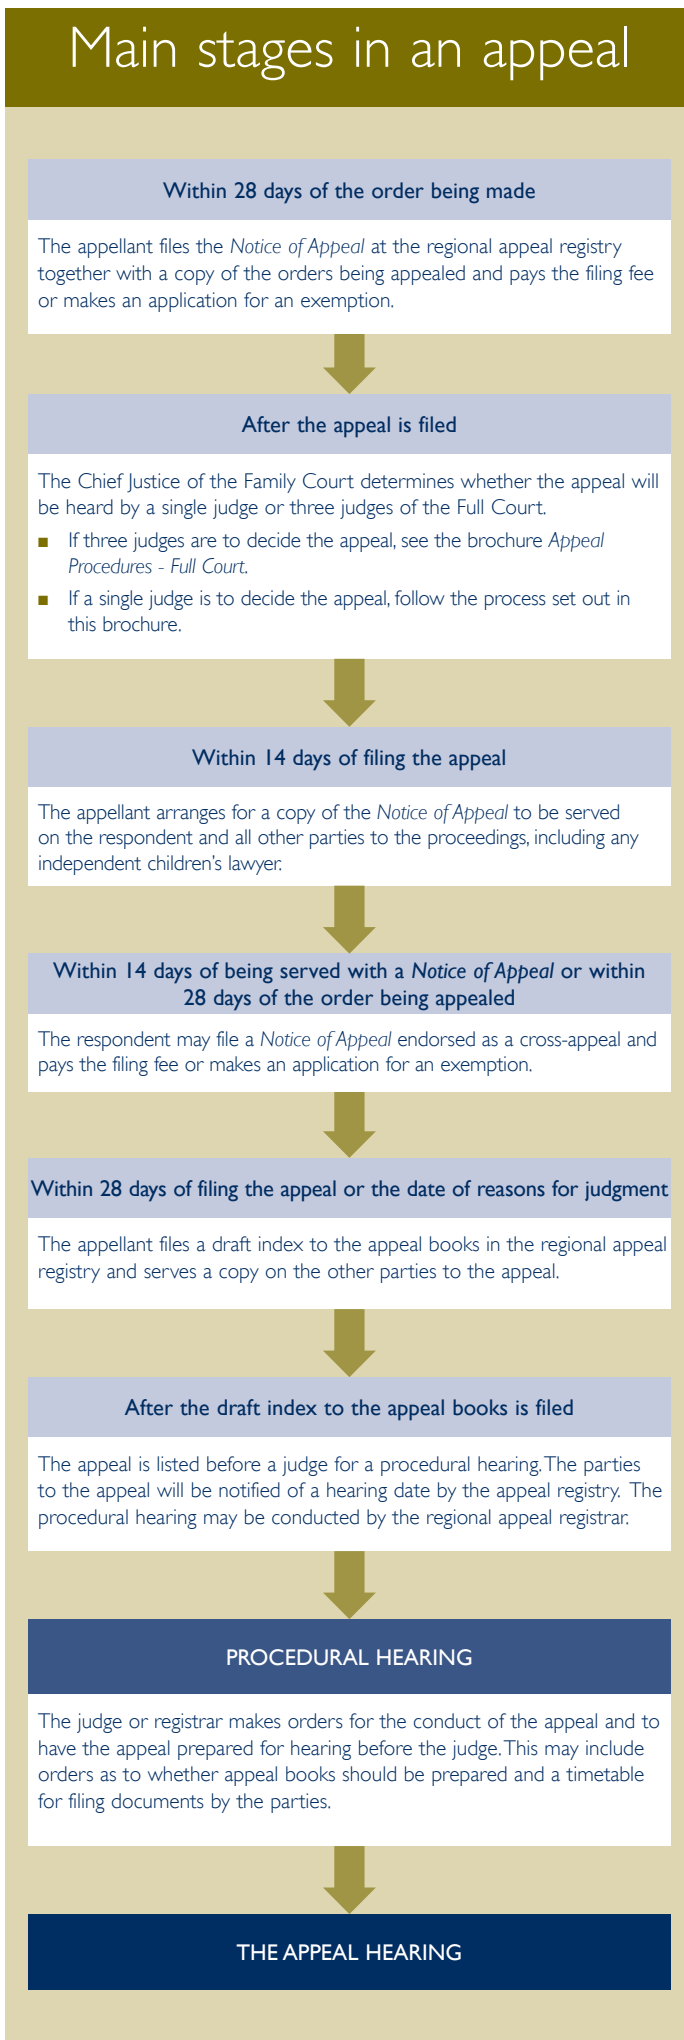 Main stages in an appeal
Within 28 days of the order being made
The appellant files the Notice of Appeal at the regional appeal registry
together with a copy of the orders being appealed and pays the filing fee
or makes an application for an exemption.
After the appeal is filed
The Chief Justice of the Family Court determines whether the appeal will
be heard by a single judge or three judges of the Full Court.
■ If three judges are to decide the appeal, see the brochure Appeal
Procedures - Full Court.
■ If a single judge is to decide the appeal, follow the process set out in
this brochure.
Within 14 days of filing the appeal
The appellant arranges for a copy of the Notice of Appeal to be served
on the respondent and all other parties to the proceedings, including any
independent children's lawyer.
Within 14 days of being served with a Notice of Appeal or within
28 days of the order being appealed
The respondent may file a Notice of Appeal endorsed as a cross-appeal and
pays the filing fee or makes an application for an exemption.
Within 28 days of filing the appeal or the date of reasons for judgment
The appellant files a draft index to the appeal books in the regional appeal
registry and serves a copy on the other parties to the appeal.
After the draft index to the appeal books is filed
The appeal is listed before a judge for a procedural hearing. The parties
to the appeal will be notified of a hearing date by the appeal registry. The
procedural hearing may be conducted by the regional appeal registrar.
PROCEDURAL HEARING
The judge or registrar makes orders for the conduct of the appeal and to
have the appeal prepared for hearing before the judge. This may include
orders as to whether appeal books should be prepared and a timetable
for filing documents by the parties.
THE APPEAL HEARING